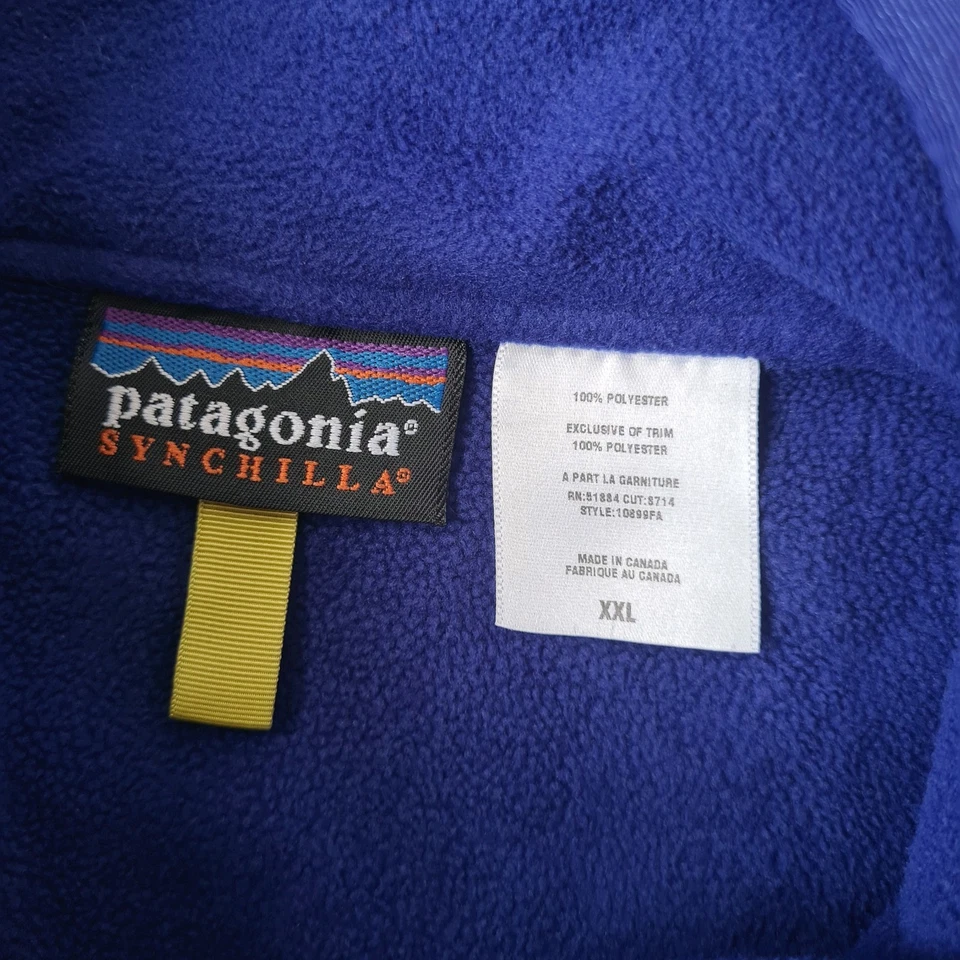 patagonia®
SYNCHILLA®
100% POLYESTER
EXCLUSIVE OF TRIM
100% POLYESTER
A PART LA GARNITURE
RN:51884 CUT:8714
STYLE:10899FA
MADE IN CANADA
FABRIQUE AU CANADA
XXL